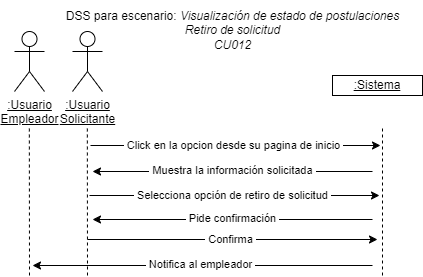 DSS para escenario: Visualización de estado de postulaciones
Retiro de solicitud
CU012
:Usuario
Empleador
:Usuario
Solicitante
:Sistema
Click en la opcion desde su pagina de inicio
Muestra la información solicitada
Selecciona opción de retiro de solicitud
Pide confirmación
Confirma
Notifica al empleador